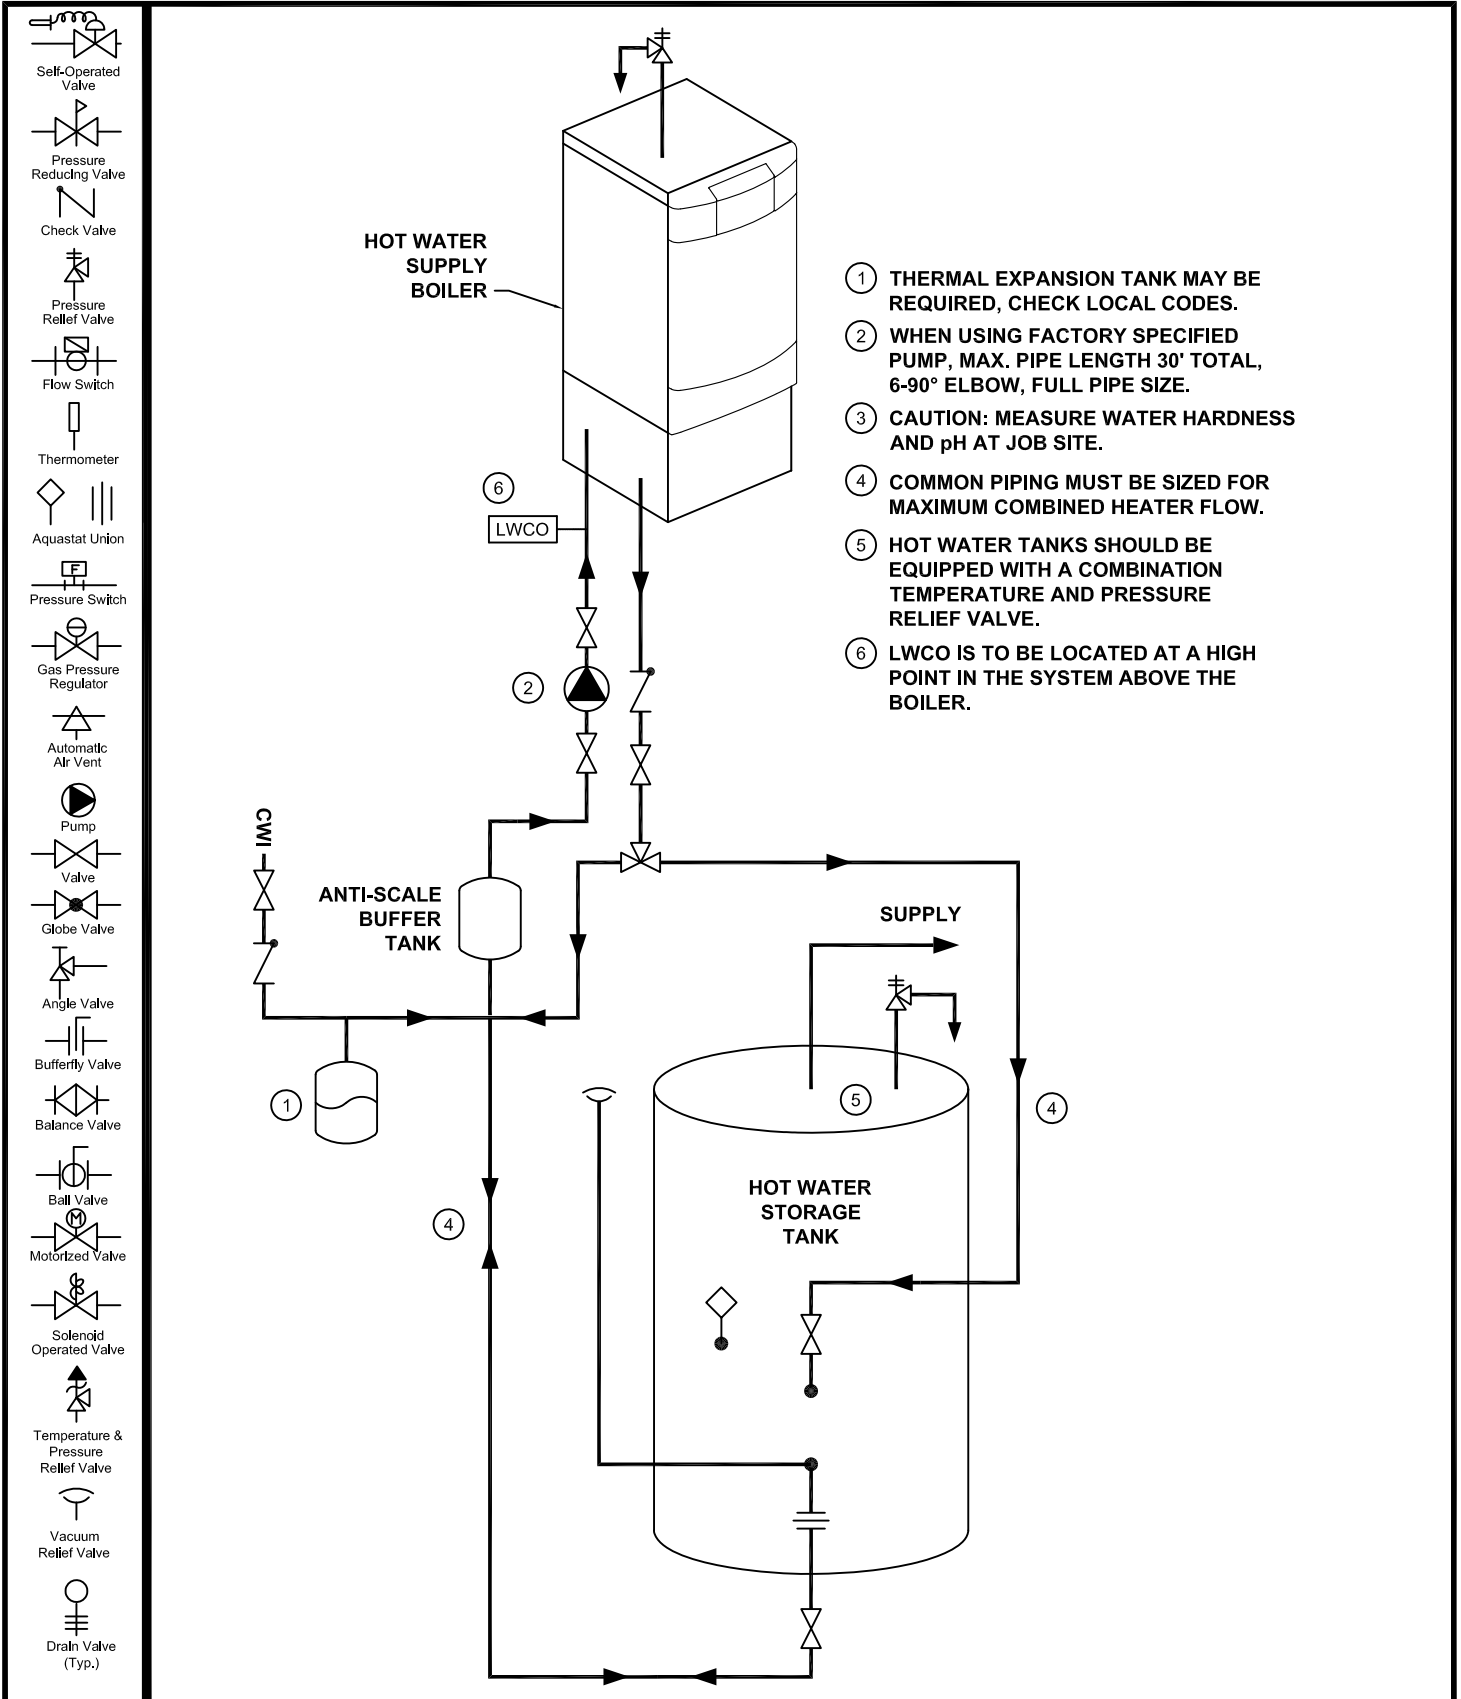 Self-Operated
Valve
Pressure
Reducing Valve
Check Valve
Pressure
Relief Valve
Flow Switch
Thermometer
Aquastat Union
F
Pressure Switch
Gas Pressure
Regulator
Automatic
Air Vent
Pump
Valve
Globe Valve
Angle Valve
Bufferfly Valve
Balance Valve
Ball Valve
M
Motorized Valve
Solenoid
Operated Valve
Temperature &
Pressure
Relief Valve
Vacuum
Relief Valve
Drain Valve
(Typ.)
HOT WATER
SUPPLY
BOILER
6
LWCO
2
CWI
ANTI-SCALE
BUFFER
TANK
SUPPLY
1
5
4
4
HOT WATER
STORAGE
TANK
1 THERMAL EXPANSION TANK MAY BE
REQUIRED, CHECK LOCAL CODES.
2 WHEN USING FACTORY SPECIFIED
PUMP, MAX. PIPE LENGTH 30' TOTAL,
6-90° ELBOW, FULL PIPE SIZE.
3 CAUTION: MEASURE WATER HARDNESS
AND pH AT JOB SITE.
4 COMMON PIPING MUST BE SIZED FOR
MAXIMUM COMBINED HEATER FLOW.
5 HOT WATER TANKS SHOULD BE
EQUIPPED WITH A COMBINATION
TEMPERATURE AND PRESSURE
RELIEF VALVE.
6 LWCO IS TO BE LOCATED AT A HIGH
POINT IN THE SYSTEM ABOVE THE
BOILER.